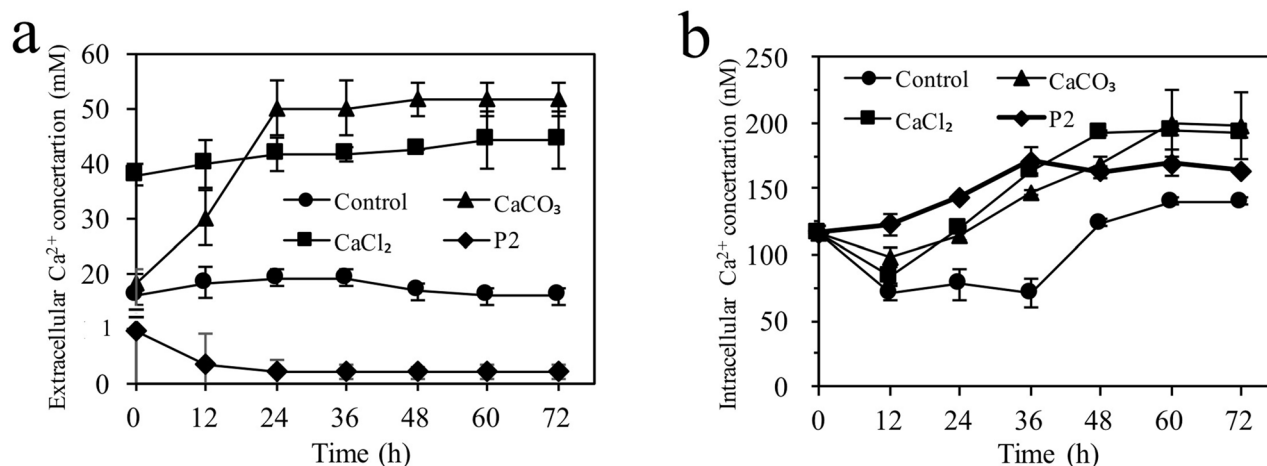 a
Extracellular Ca²⁺ concertartion (mM)
60
50
40
30
20
1
0
Control
CaCO₃
CaCl₂
P2
0 12 24 36 48 60 72
Time (h)
b
Intracellular Ca²⁺ concertartion (nM)
250
200
150
100
50
0
Control
CaCO₃
CaCl₂
P2
0 12 24 36 48 60 72
Time (h)